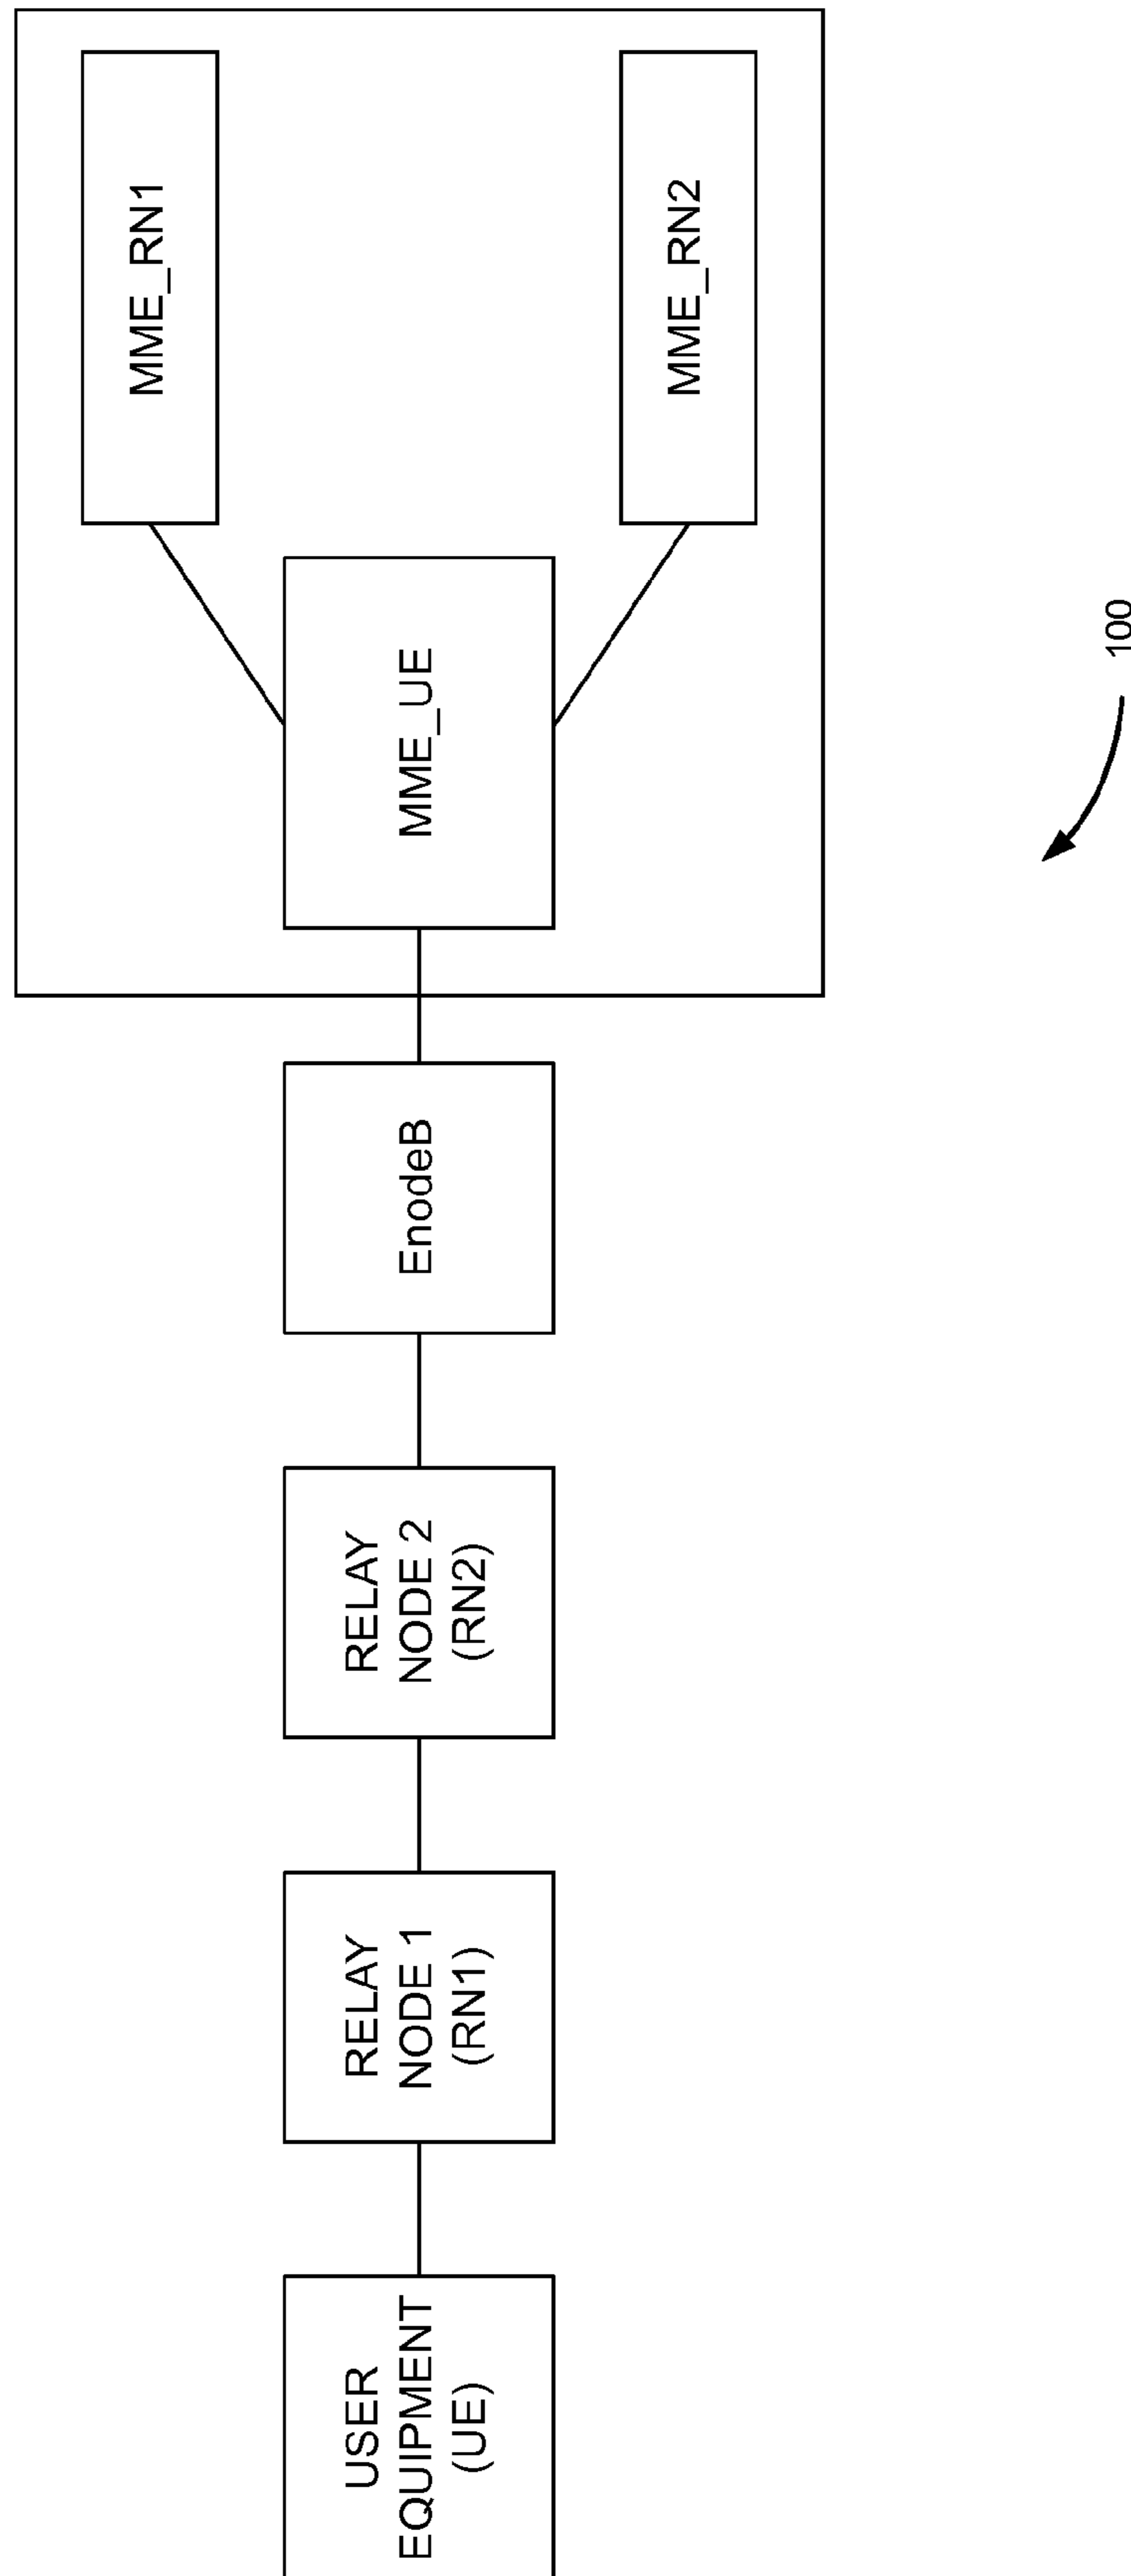 USER
EQUIPMENT
(UE)
RELAY
NODE 1
(RN1)
RELAY
NODE 2
(RN2)
EnodeB
MME_UE
MME_RN1
MME_RN2
100